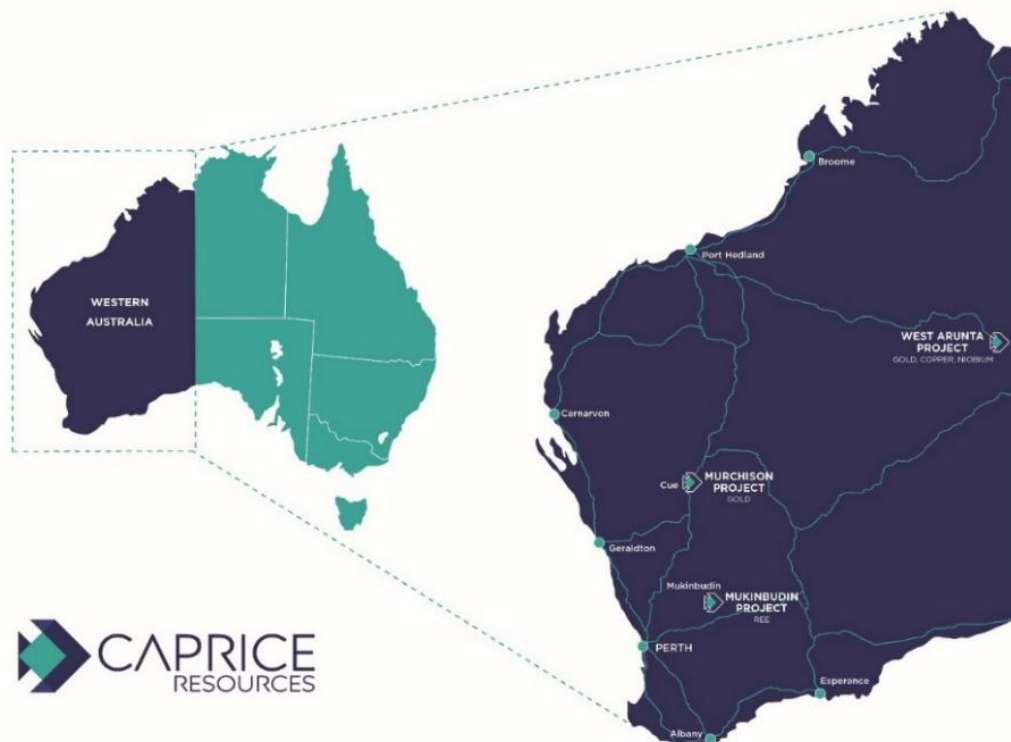 WESTERN
AUSTRALIA
Broome
Port Hedland
WEST ARUNTA
PROJECT
GOLD, COPPER, NIOBIUM
Carnarvon
Cue
MURCHISON
PROJECT
GOLD
Geraldton
Mukinbudin
MUKINBUDIN
PROJECT
REE
PERTH
Esperance
Albany
CAPRICE
RESOURCES